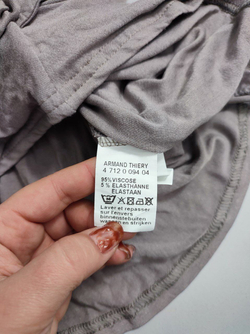 ARMAND THIERY
4 712 0 094 04
95%VISCOSE
5 % ELASTHANNE
ELASTAAN
Laver et repasser
sur l'envers
binnenstebuiten
wassen en strijken